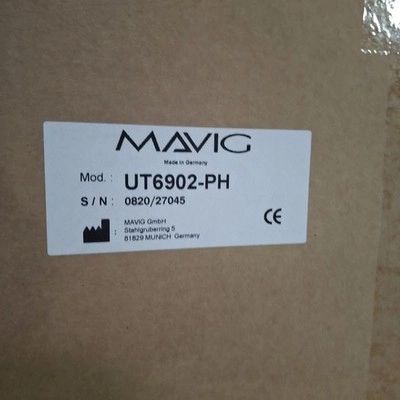 MAVIG
Made in Germany
Mod. : UT6902-PH
S / N : 0820/27045
MAVIG GmbH
: Stahlgruberring 5
81829 MUNICH Germany
CE